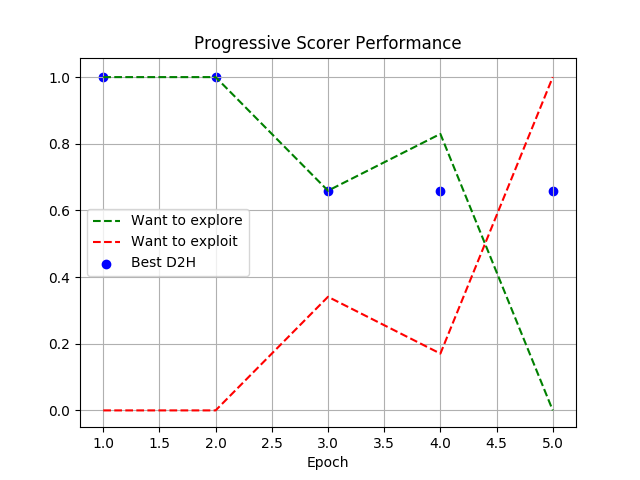 Progressive Scorer Performance
1.0
0.8
0.6
0.4
0.2
0.0
Want to explore
Want to exploit
Best D2H
1.0 1.5 2.0 2.5 3.0 3.5 4.0 4.5 5.0
Epoch